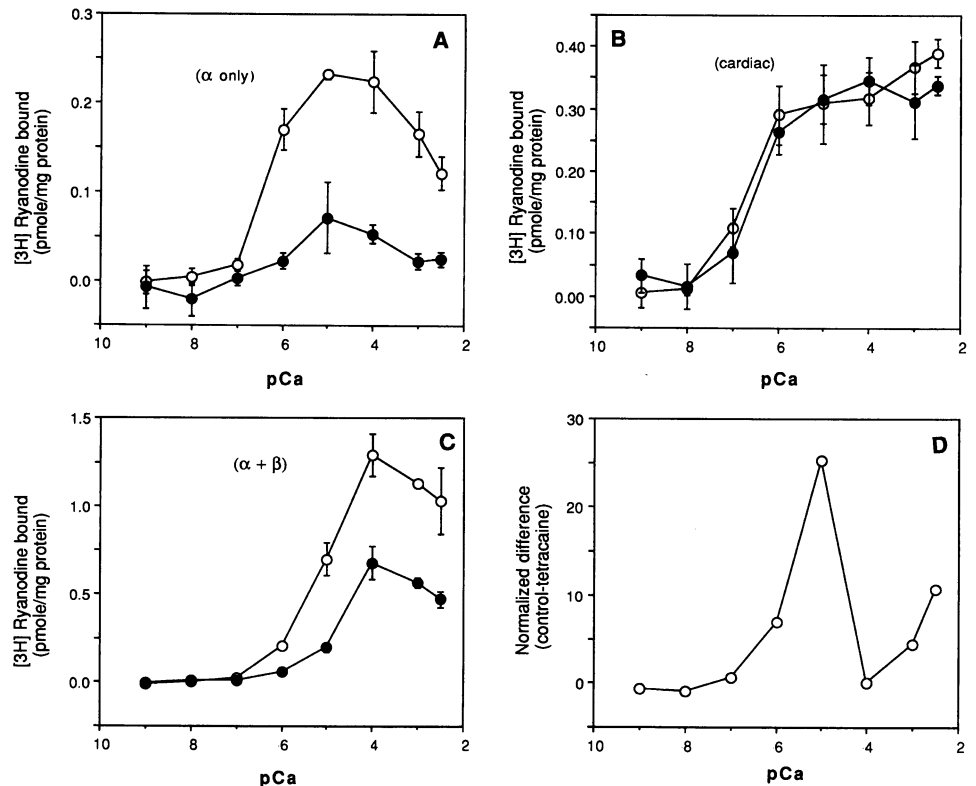 A
(α only)
[3H] Ryanodine bound
(pmole/mg protein)
0.3
0.2
0.1
0.0
10 8 6 4 2
pCa
B
(cardiac)
[3H] Ryanodine bound
(pmole/mg protein)
0.40
0.30
0.20
0.10
0.00
10 8 6 4 2
pCa
C
(α + β)
[3H] Ryanodine bound
(pmole/mg protein)
1.5
1.0
0.5
0.0
10 8 6 4 2
pCa
D
Normalized difference
(control-tetracaine)
30
20
10
0
10 8 6 4 2
pCa